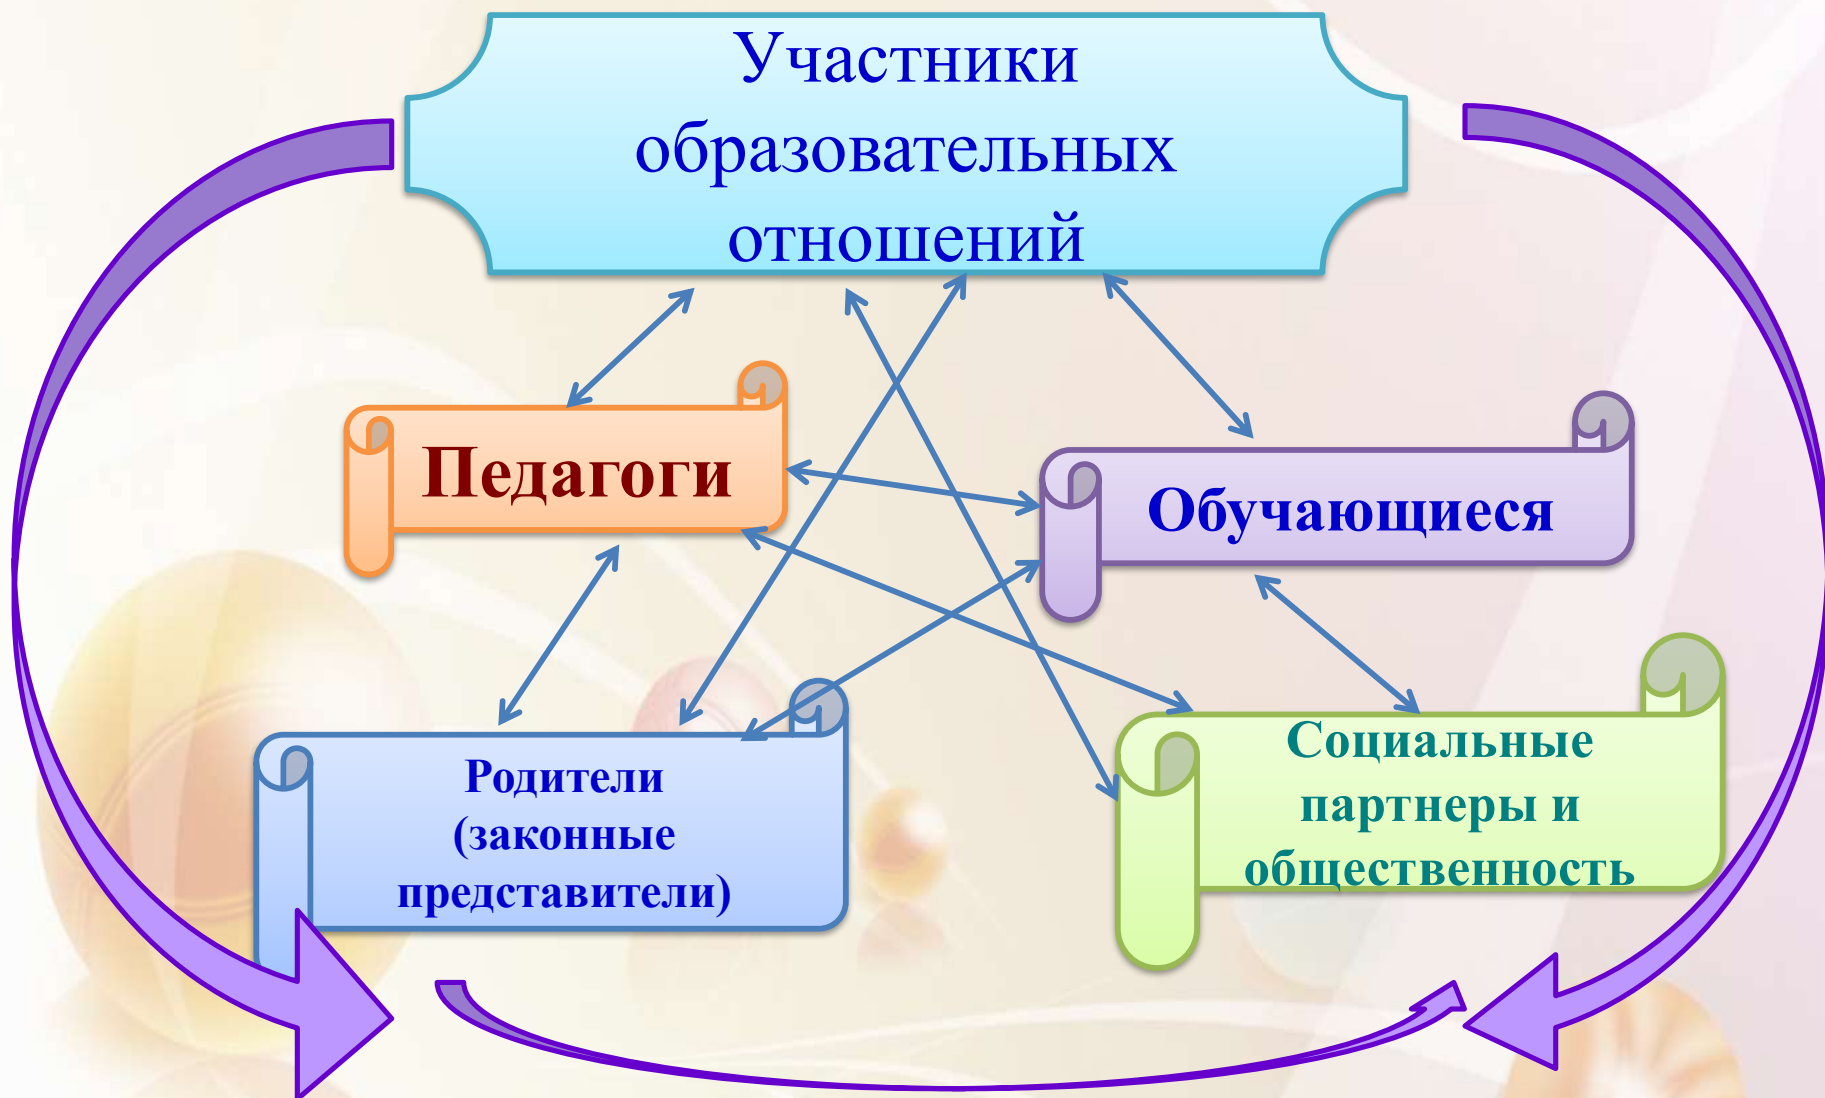 Участники
образовательных
отношений
Педагоги
Обучающиеся
Родители
(законные
представители)
Социальные
партнеры и
общественность